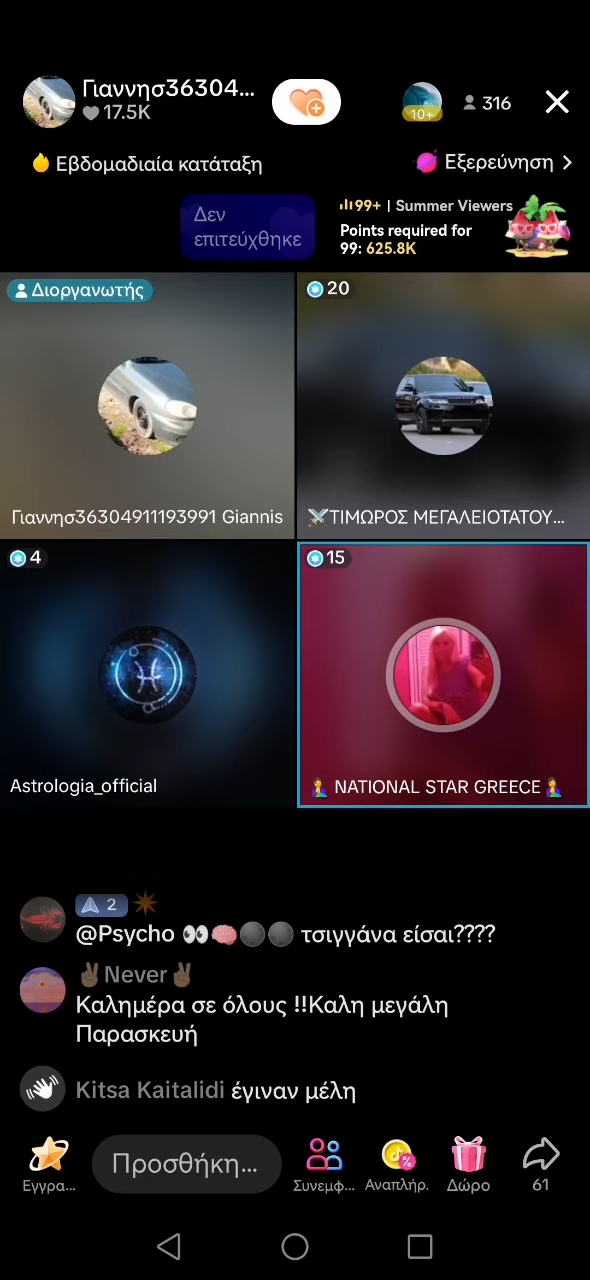 Γιαννησ36304...
17.5K
10+
316
Εβδομαδιαία κατάταξη
Εξερεύνηση
Δεν
επιτεύχθηκε
99+ | Summer Viewers
Points required for
99: 625.8K
Διοργανωτής
20
Γιαννησ36304911193991 Giannis
⚔️ΤΙΜΩΡΟΣ ΜΕΓΑΛΕΙΟΤΑΤΟΥ...
4
15
Astrologia_official
🤦‍♀️ NATIONAL STAR GREECE 🤦‍♀️
2
@Psycho 👀🧠🌑🌑 τσιγγάνα είσαι????
✌🏽Never✌🏽
Καλημέρα σε όλους !!Καλη μεγάλη
Παρασκευή
Kitsa Kaitalidi έγιναν μέλη
Προσθήκη...
Εγγρα...
Συνεμφ...
Αναπλήρ.
Δώρο
61